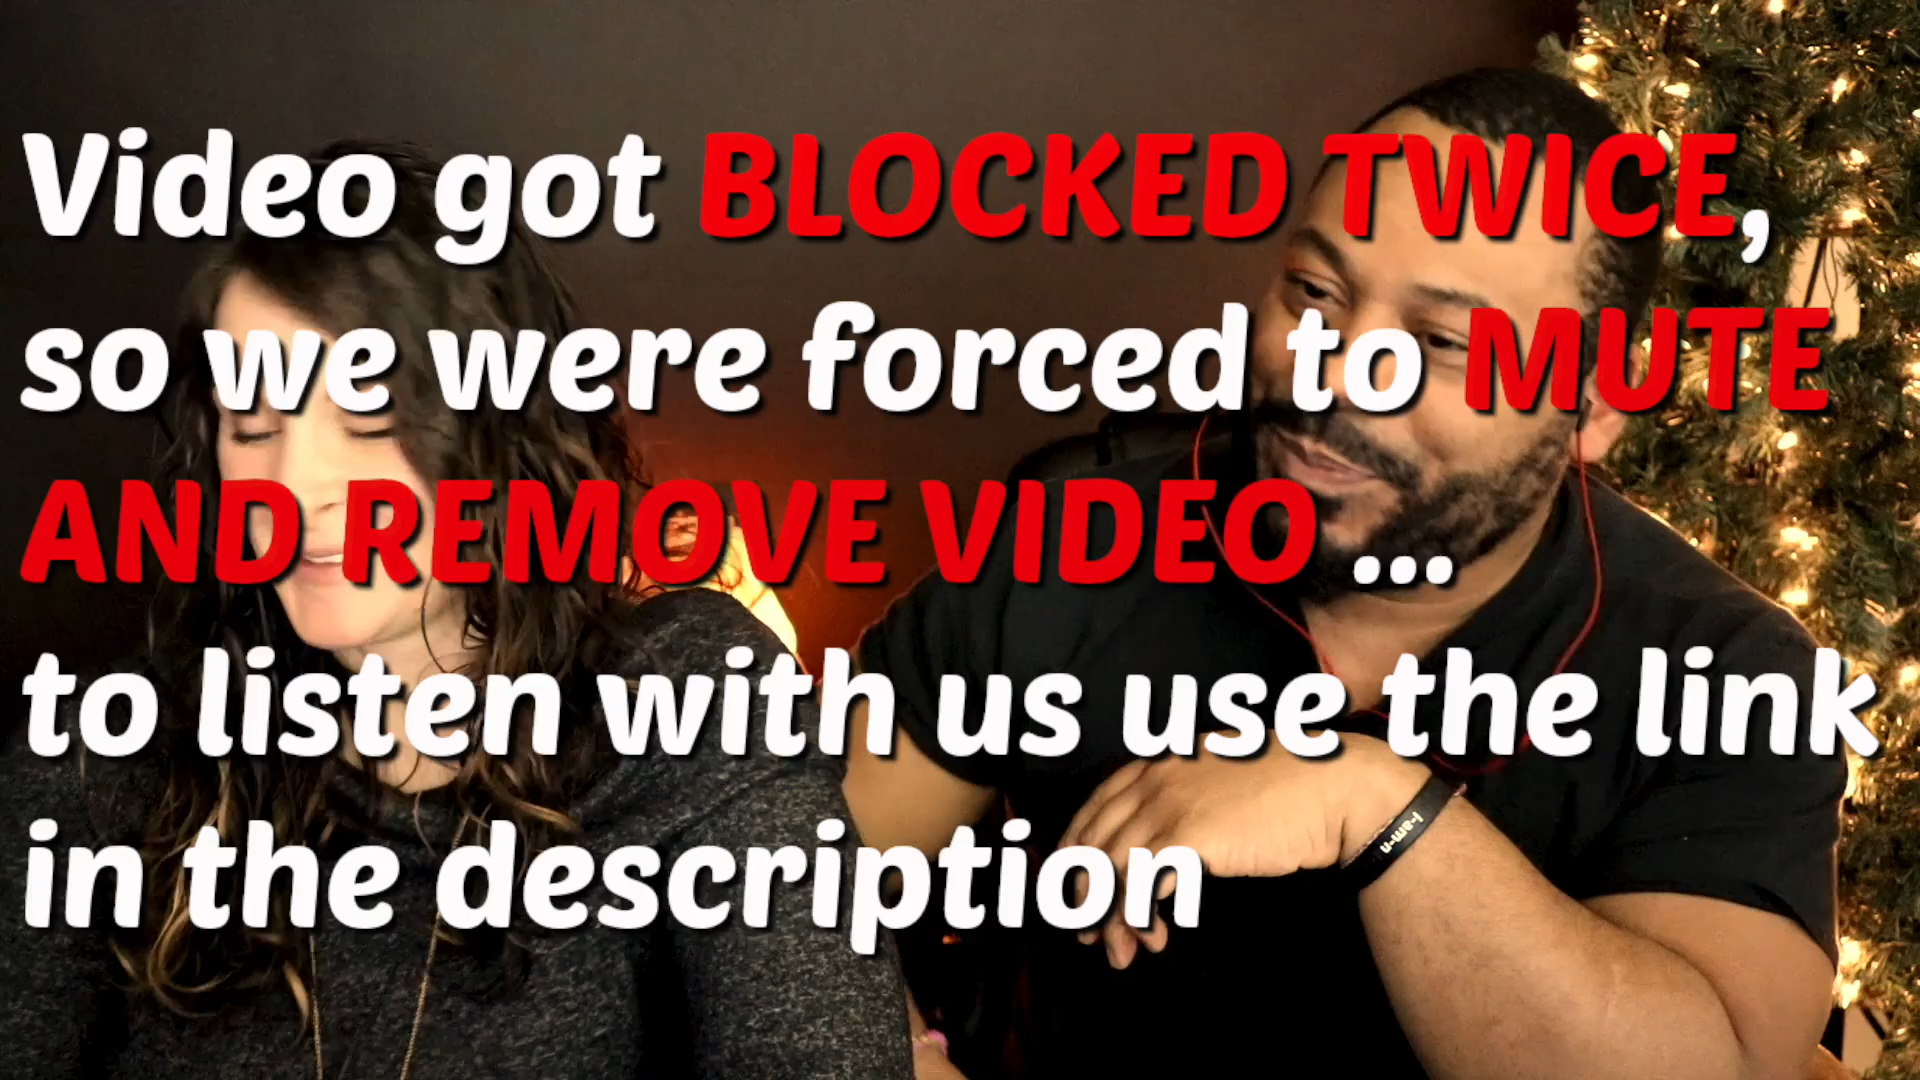 Video got BLOCKED TWICE,
so we were forced to MUTE
AND REMOVE VIDEO ...
to listen with us use the link
in the description
i-am-n